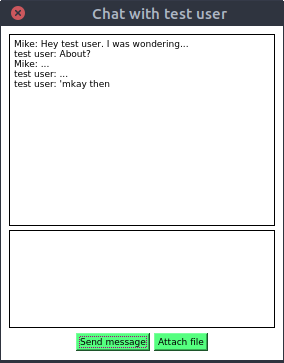 Chat with test user
Mike: Hey test user. I was wondering...
test user: About?
Mike: ...
test user: ...
test user: 'mkay then
Send message Attach file